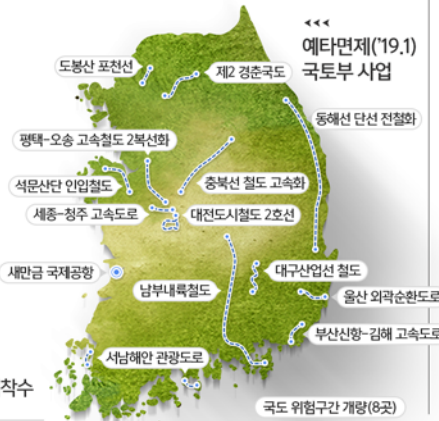 ◂◂◂
예타면제('19.1)
국토부 사업
도봉산 포천선
제2 경춘국도
동해선 단선 전철화
평택-오송 고속철도 2복선화
석문산단 인입철도
충북선 철도 고속화
세종-청주 고속도로
대전도시철도 2호선
새만금 국제공항
대구산업선 철도
남부내륙철도
울산 외곽순환도로
부산신항-김해 고속도로
서남해안 관광도로
착수
국도 위험구간 개량(8곳)